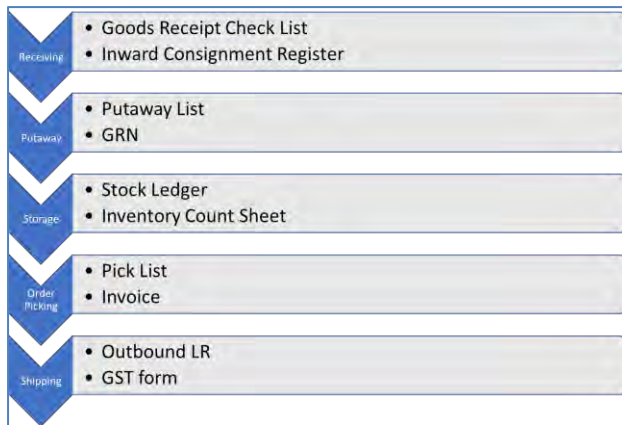 Receiving
• Goods Receipt Check List
• Inward Consignment Register
Putaway
• Putaway List
• GRN
Storage
• Stock Ledger
• Inventory Count Sheet
Order
Picking
• Pick List
• Invoice
Shipping
• Outbound LR
• GST form